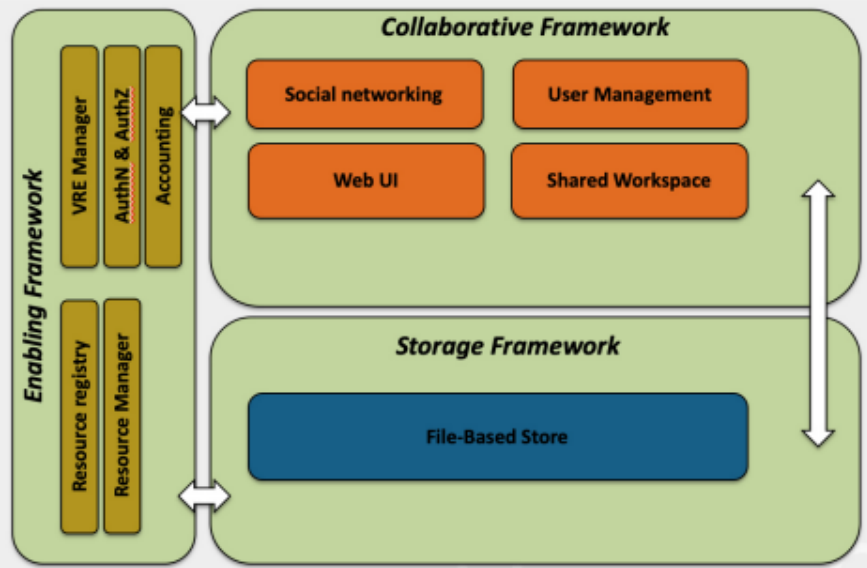 Enabling Framework
VRE Manager
AuthN & AuthZ
Accounting
Resource registry
Resource Manager
Collaborative Framework
Social networking
User Management
Web UI
Shared Workspace
Storage Framework
File-Based Store